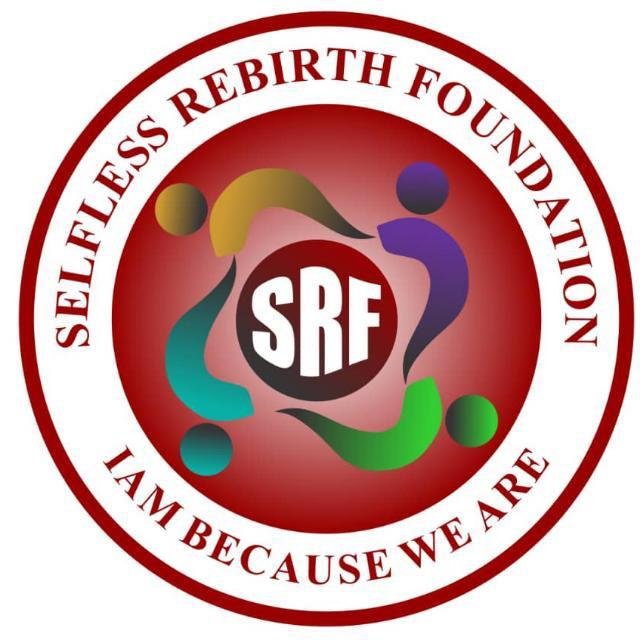 SELFLESS REBIRTH FOUNDATION
SRF
IAM BECAUSE WE ARE